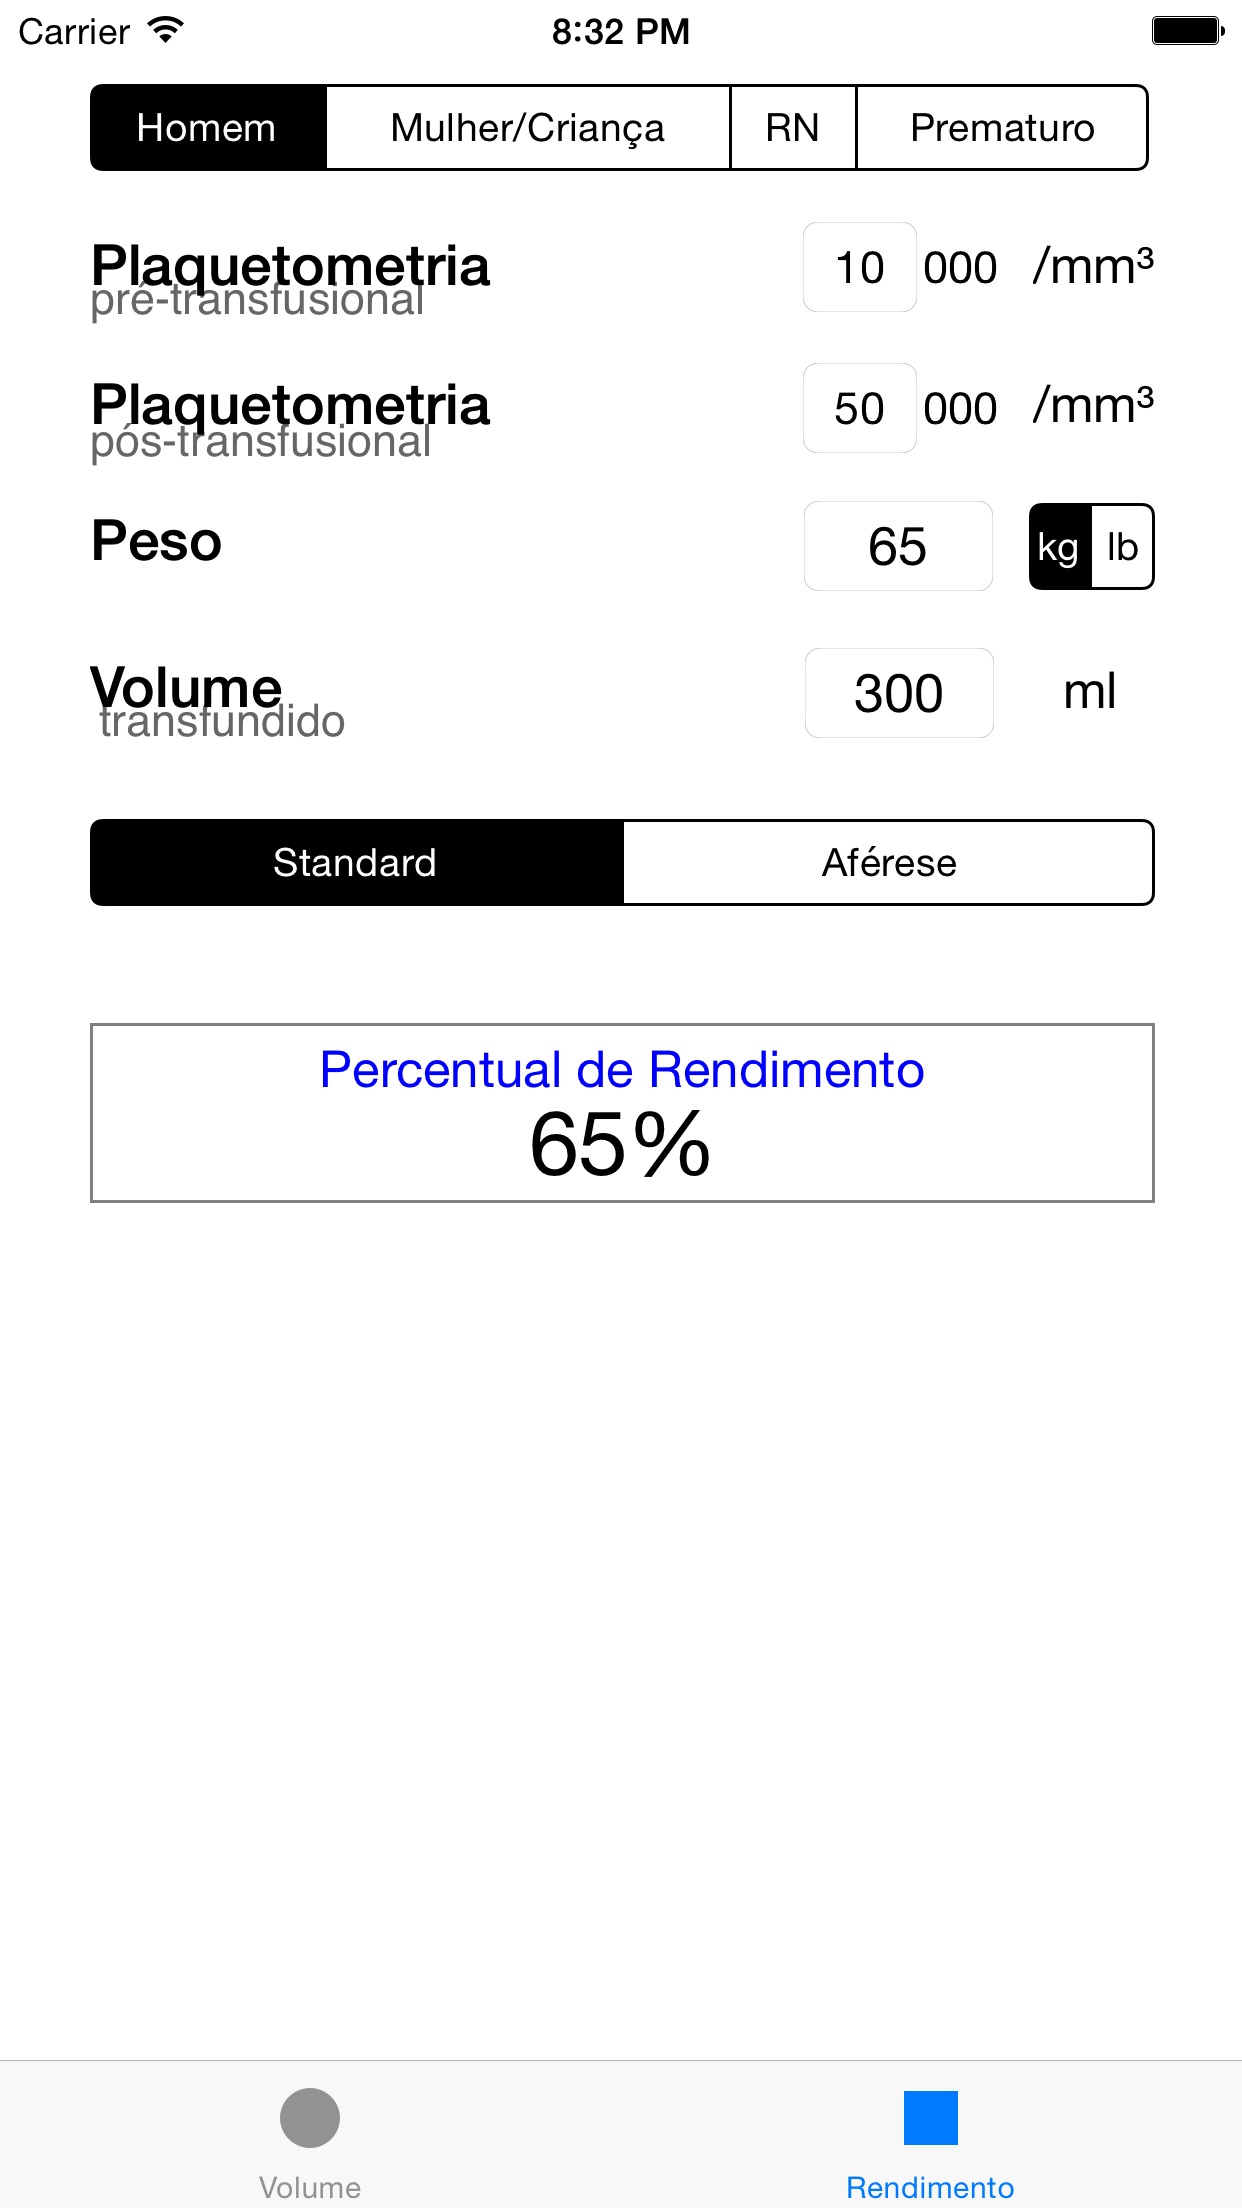 Carrier 8:32 PM
Homem Mulher/Criança RN Prematuro
Plaquetometria 10 000 /mm³
pré-transfusional
Plaquetometria 50 000 /mm³
pós-transfusional
Peso 65 kg lb
Volume 300 ml
transfundido
Standard Aférese
Percentual de Rendimento
65%
Volume Rendimento